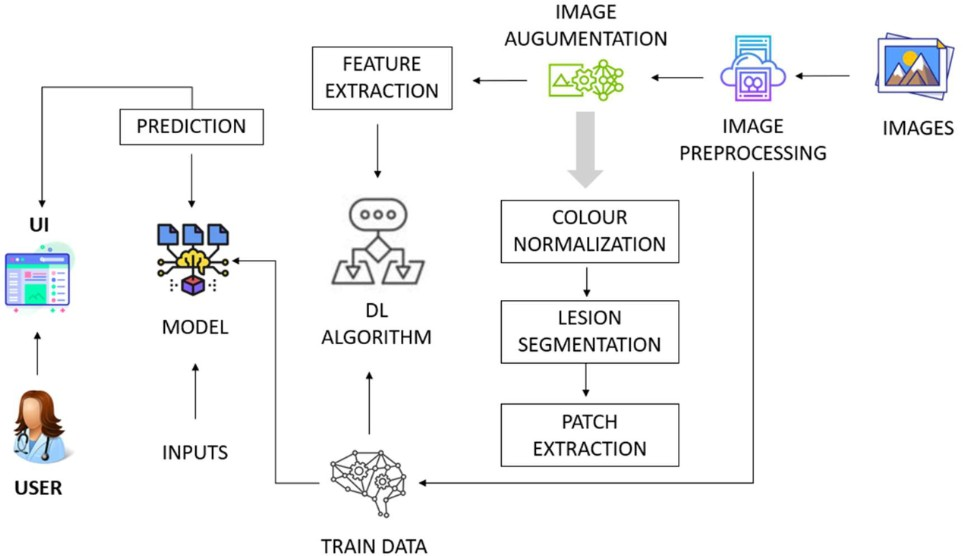 IMAGE
AUGUMENTATION
FEATURE
EXTRACTION
PREDICTION
IMAGE
PREPROCESSING
IMAGES
UI
COLOUR
NORMALIZATION
MODEL
DL
ALGORITHM
LESION
SEGMENTATION
PATCH
EXTRACTION
INPUTS
USER
TRAIN DATA